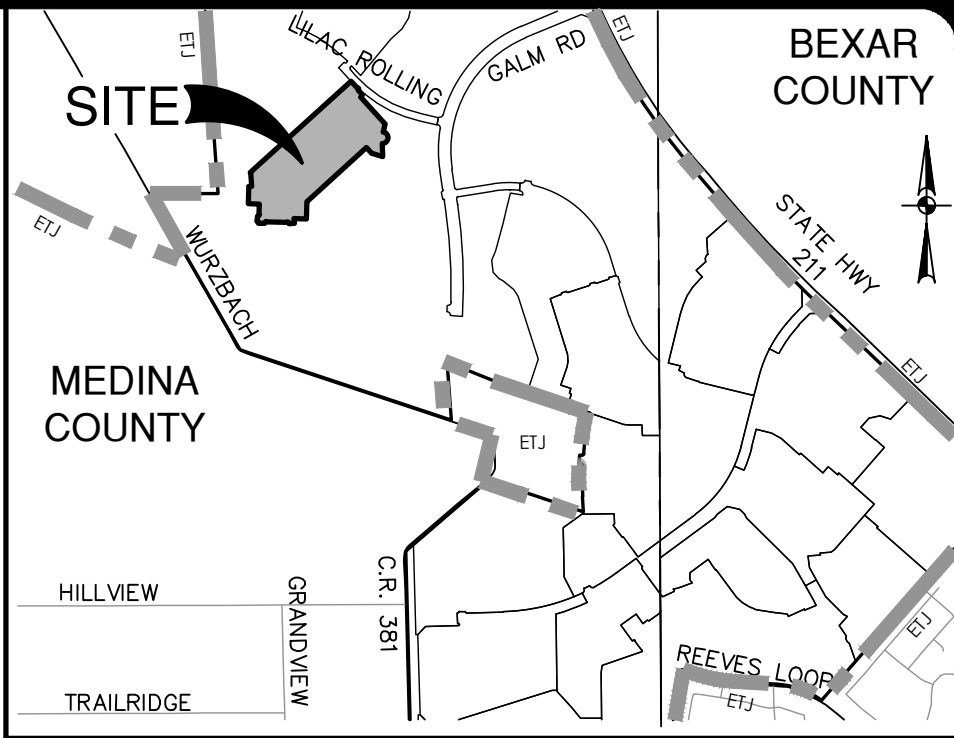 LILAC ROLLING
GALM RD
ETJ
ETJ
BEXAR
COUNTY
SITE
ETJ
WURZBACH
STATE HWY
211
MEDINA
COUNTY
ETJ
ETJ
HILLVIEW
GRANDVIEW
C.R. 381
TRAILRIDGE
REEVES LOOP
ETJ
ETJ